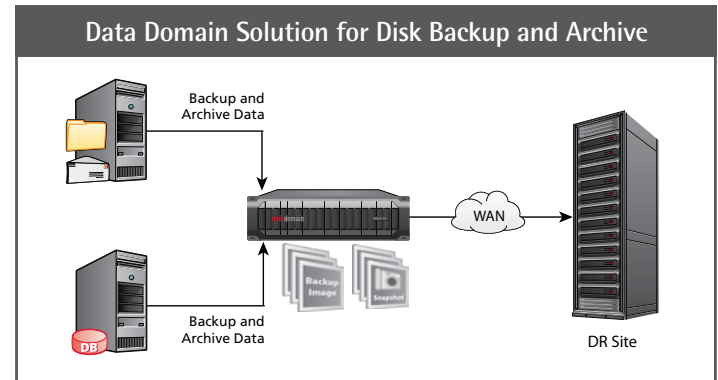 Data Domain Solution for Disk Backup and Archive
Backup and
Archive Data
datadomain
WAN
Backup
Image
Snapshot
DB
Backup and
Archive Data
DR Site